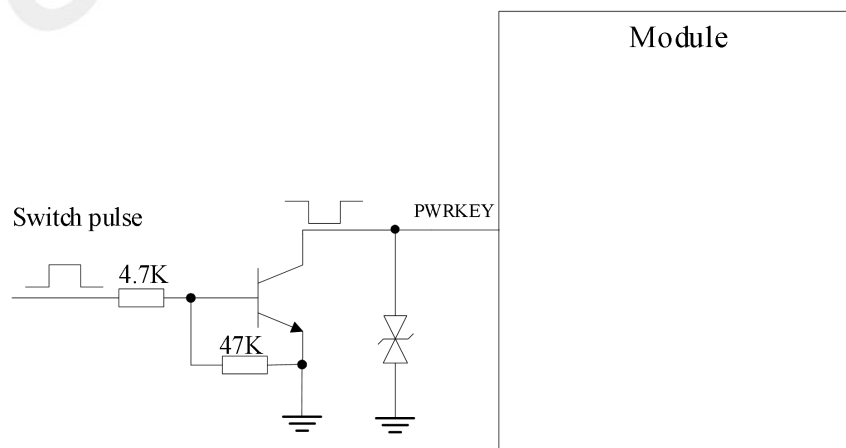 Module
Switch pulse
PWRKEY
4.7K
47K